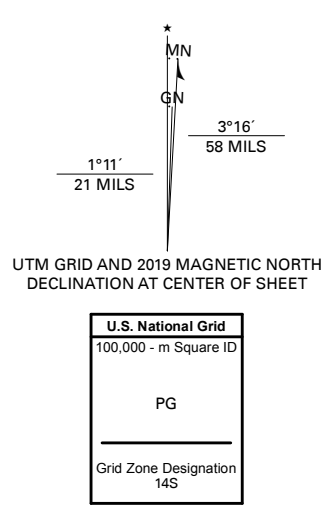 ★
MN
GN
3°16´
58 MILS
1°11´
21 MILS
UTM GRID AND 2019 MAGNETIC NORTH
DECLINATION AT CENTER OF SHEET
U.S. National Grid
100,000 - m Square ID
PG
Grid Zone Designation
14S